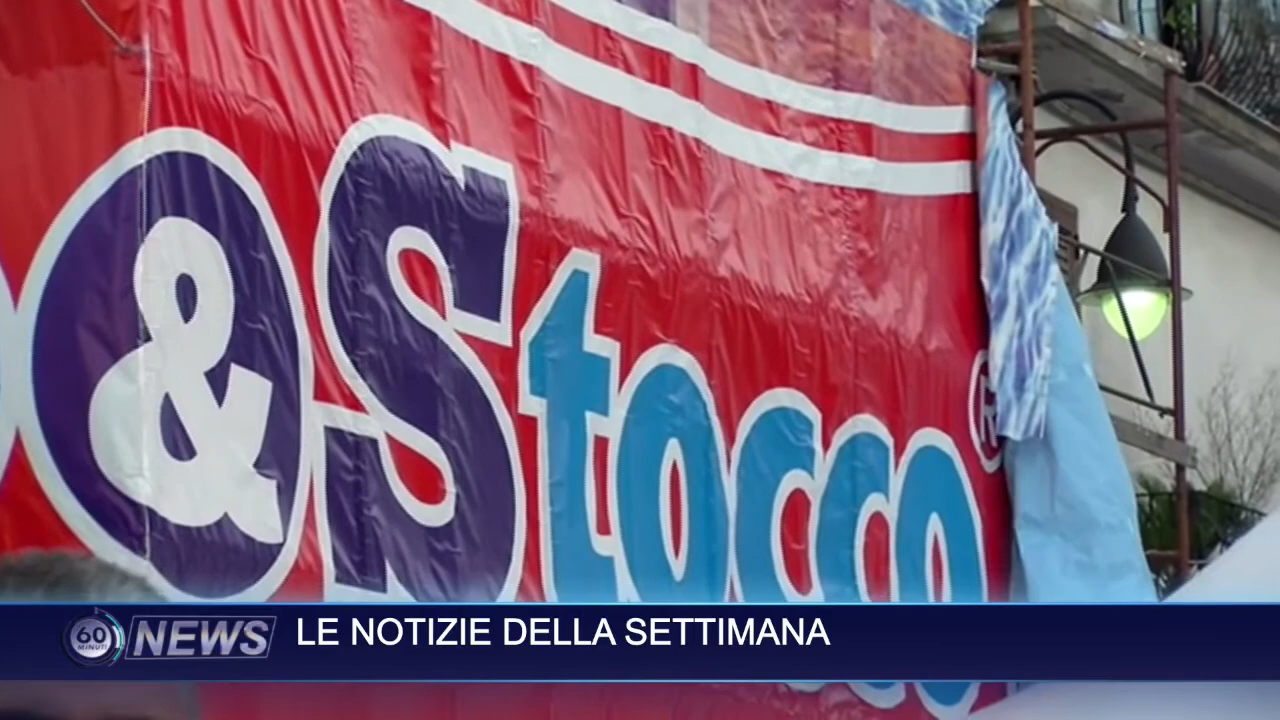 &Stocco
®
60
MINUTI
NEWS
LE NOTIZIE DELLA SETTIMANA